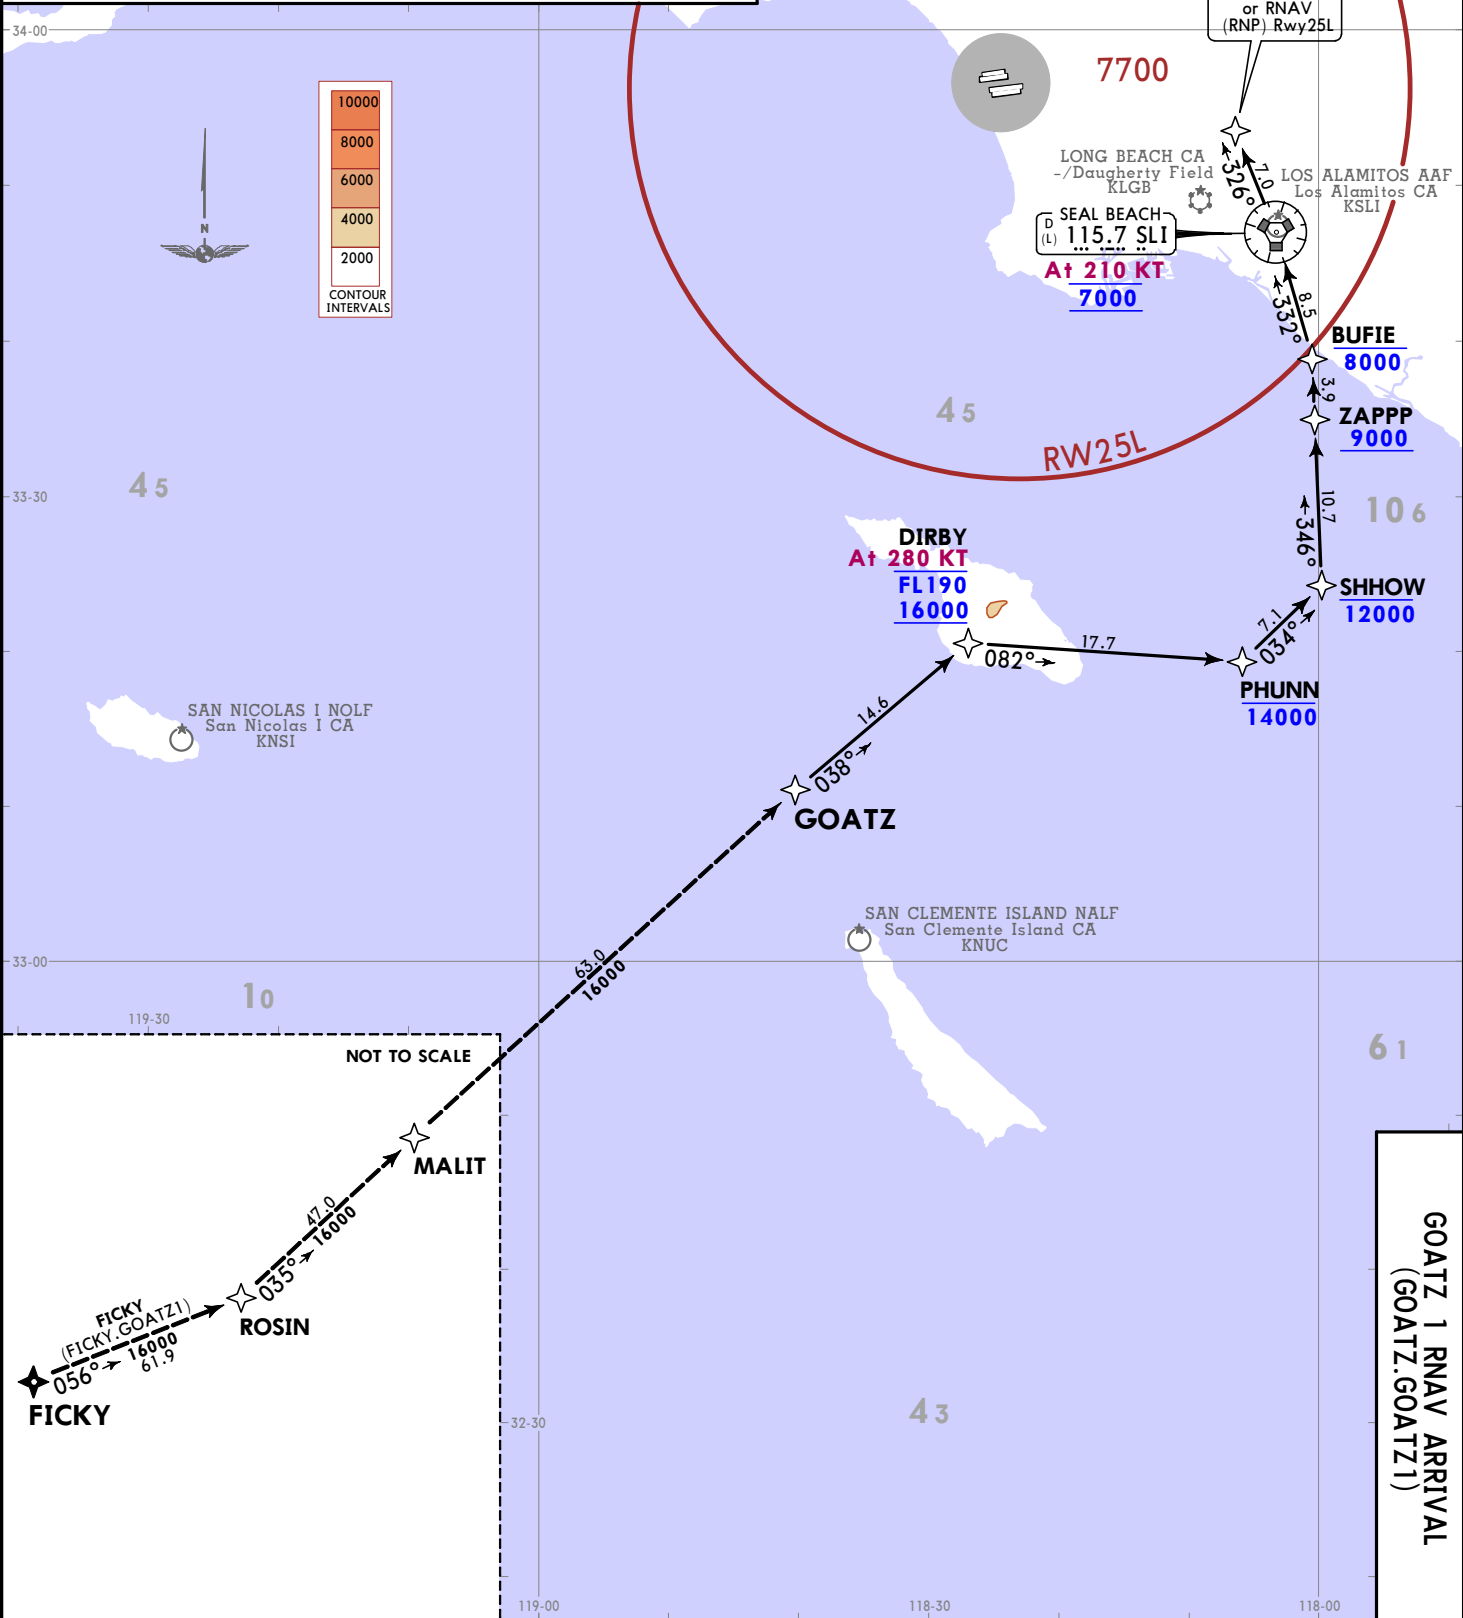 or RNAV
(RNP) Rwy25L
34-00
7700
10000
8000
6000
4000
2000
CONTOUR
INTERVALS
N
LONG BEACH CA
-/Daugherty Field
KLGB
326°
7.0
LOS ALAMITOS AAF
Los Alamitos CA
KSLI
SEAL BEACH
D
(L) 115.7 SLI
At 210 KT
7000
332°
8.5
BUFIE
8000
3.9
ZAPPP
9000
45
RW25L
45
33-30
10.7
106
346°
DIRBY
At 280 KT
FL190
16000
SHHOW
12000
7.1
034°
17.7
082°
PHUNN
14000
SAN NICOLAS I NOLF
San Nicolas I CA
KNSI
14.6
038°
GOATZ
SAN CLEMENTE ISLAND NALF
San Clemente Island CA
KNUC
63.0
16000
33-00
10
119-30
NOT TO SCALE
61
MALIT
47.0
16000
035°
ROSIN
FICKY
(FICKY.GOATZ1)
056°
16000
61.9
FICKY
43
32-30
GOATZ 1 RNAV ARRIVAL
(GOATZ.GOATZ1)
119-00
118-30
118-00